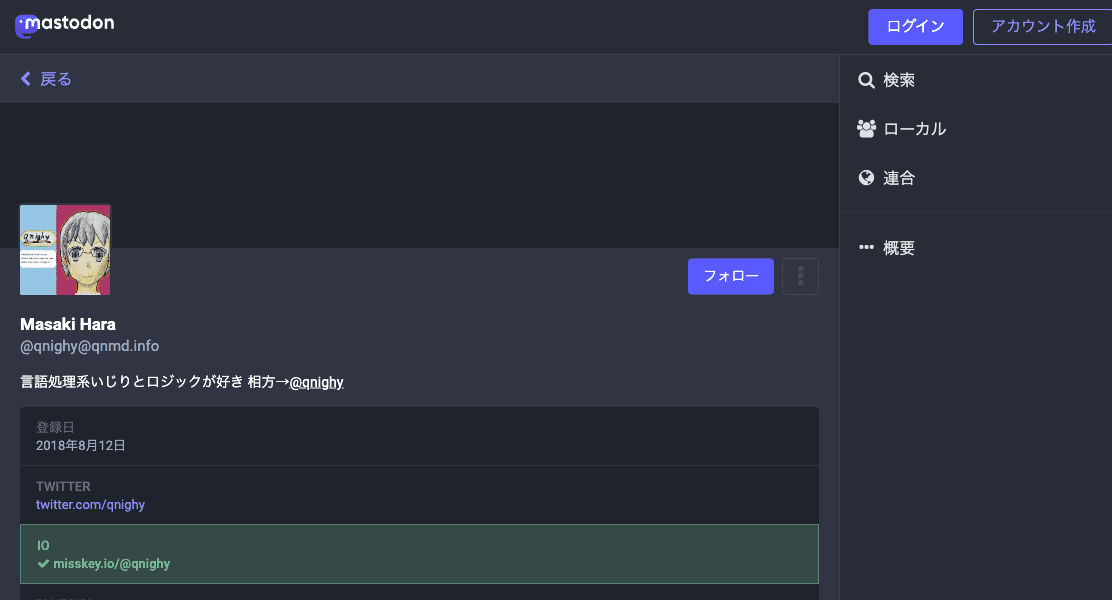 mastodon
ログイン
アカウント作成
戻る
検索
ローカル
連合
概要
qnighy
フォロー
Masaki Hara
@qnighy@qnmd.info
言語処理系いじりとロジックが好き 相方→@qnighy
登録日
2018年8月12日
TWITTER
twitter.com/qnighy
IO
misskey.io/@qnighy